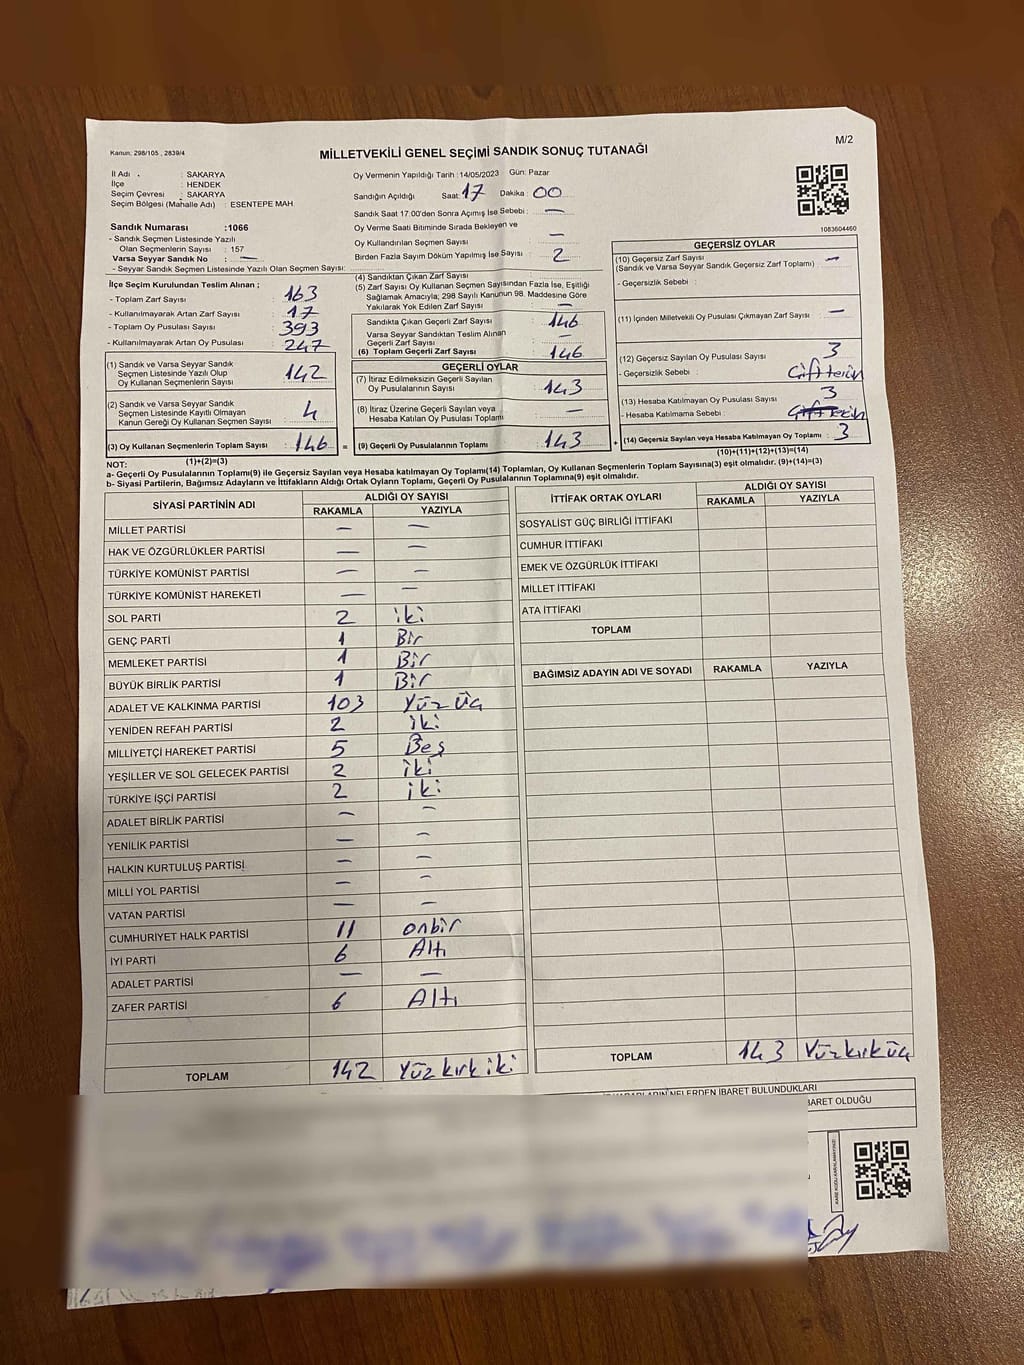 M/2
Kanun: 298/105 , 2839/4
MİLLETVEKİLİ GENEL SEÇİMİ SANDIK SONUÇ TUTANAĞI
İl Adı : SAKARYA
İlçe : HENDEK
Seçim Çevresi : SAKARYA
Seçim Bölgesi (Mahalle Adı) : ESENTEPE MAH
Sandık Numarası :1066
- Sandık Seçmen Listesinde Yazılı
Olan Seçmenlerin Sayısı : 157
Varsa Seyyar Sandık No : —
- Seyyar Sandık Seçmen Listesinde Yazılı Olan Seçmen Sayısı:
Oy Vermenin Yapıldığı Tarih :14/05/2023 Gün: Pazar
Sandığın Açıldığı Saat: 17 Dakika : 00
Sandık Saat 17.00'den Sonra Açımış İse Sebebi : —
Oy Verme Saati Bitiminde Sırada Bekleyen ve
Oy Kullandırılan Seçmen Sayısı —
Birden Fazla Sayım Döküm Yapılmış İse Sayısı : 2
1083604460
İlçe Seçim Kurulundan Teslim Alınan ;
- Toplam Zarf Sayısı : 163
- Kullanılmayarak Artan Zarf Sayısı : 17
- Toplam Oy Pusulası Sayısı : 393
- Kullanılmayarak Artan Oy Pusulası : 247
(1) Sandık ve Varsa Seyyar Sandık
Seçmen Listesinde Yazılı Olup
Oy Kullanan Seçmenlerin Sayısı : 142
(2) Sandık ve Varsa Seyyar Sandık
Seçmen Listesinde Kayıtlı Olmayan
Kanun Gereği Oy Kullanan Seçmen Sayısı : 4
(3) Oy Kullanan Seçmenlerin Toplam Sayısı : 146 =
(1)+(2)=(3)
(4) Sandıktan Çıkan Zarf Sayısı :
(5) Zarf Sayısı Oy Kullanan Seçmen Sayısından Fazla İse, Eşitliği
Sağlamak Amacıyla; 298 Sayılı Kanunun 98. Maddesine Göre
Yakılarak Yok Edilen Zarf Sayısı : —
Sandıkta Çıkan Geçerli Zarf Sayısı : 146
Varsa Seyyar Sandıktan Teslim Alınan
Geçerli Zarf Sayısı : —
(6) Toplam Geçerli Zarf Sayısı : 146
GEÇERLİ OYLAR
(7) İtiraz Edilmeksizin Geçerli Sayılan
Oy Pusulalarının Sayısı : 143
(8) İtiraz Üzerine Geçerli Sayılan veya
Hesaba Katılan Oy Pusulası Toplamı : —
(9) Geçerli Oy Pusulalarının Toplamı : 143 +
GEÇERSİZ OYLAR
(10) Geçersiz Zarf Sayısı : —
(Sandık ve Varsa Seyyar Sandık Geçersiz Zarf Toplamı)
- Geçersizlik Sebebi :
(11) İçinden Milletvekili Oy Pusulası Çıkmayan Zarf Sayısı : —
(12) Geçersiz Sayılan Oy Pusulası Sayısı : 3
- Geçersizlik Sebebi :
(13) Hesaba Katılmayan Oy Pusulası Sayısı : 3
- Hesaba Katılmama Sebebi :
(14) Geçersiz Sayılan veya Hesaba Katılmayan Oy Toplamı : 3
(10)+(11)+(12)+(13)=(14)
NOT:
a- Geçerli Oy Pusulalarının Toplamı(9) ile Geçersiz Sayılan veya Hesaba katılmayan Oy Toplamı(14) Toplamları, Oy Kullanan Seçmenlerin Toplam Sayısına(3) eşit olmalıdır. (9)+(14)=(3)
b- Siyasi Partilerin, Bağımsız Adayların ve İttifakların Aldığı Ortak Oyların Toplamı, Geçerli Oy Pusulalarının Toplamına(9) eşit olmalıdır.
SİYASİ PARTİNİN ADI ALDIĞI OY SAYISI
RAKAMLA YAZIYLA
MİLLET PARTİSİ — —
HAK VE ÖZGÜRLÜKLER PARTİSİ — —
TÜRKİYE KOMÜNİST PARTİSİ — —
TÜRKİYE KOMÜNİST HAREKETİ — —
SOL PARTİ 2 iki
GENÇ PARTİ 1 Bir
MEMLEKET PARTİSİ 1 Bir
BÜYÜK BİRLİK PARTİSİ 1 Bir
ADALET VE KALKINMA PARTİSİ 103 Yüz üç
YENİDEN REFAH PARTİSİ 2 iki
MİLLİYETÇİ HAREKET PARTİSİ 5 Beş
YEŞİLLER VE SOL GELECEK PARTİSİ 2 iki
TÜRKİYE İŞÇİ PARTİSİ 2 iki
ADALET BİRLİK PARTİSİ — —
YENİLİK PARTİSİ — —
HALKIN KURTULUŞ PARTİSİ — —
MİLLİ YOL PARTİSİ — —
VATAN PARTİSİ — —
CUMHURİYET HALK PARTİSİ 11 onbir
İYİ PARTİ 6 Altı
ADALET PARTİSİ — —
ZAFER PARTİSİ 6 Altı
TOPLAM 142 Yüz kırk iki
İTTİFAK ORTAK OYLARI ALDIĞI OY SAYISI
RAKAMLA YAZIYLA
SOSYALİST GÜÇ BİRLİĞİ İTTİFAKI
CUMHUR İTTİFAKI
EMEK VE ÖZGÜRLÜK İTTİFAKI
MİLLET İTTİFAKI
ATA İTTİFAKI
TOPLAM
BAĞIMSIZ ADAYIN ADI VE SOYADI RAKAMLA YAZIYLA
TOPLAM 143 Yüzkırküç
NELERDEN İBARET BULUNDUKLARI
BARET OLDUĞU